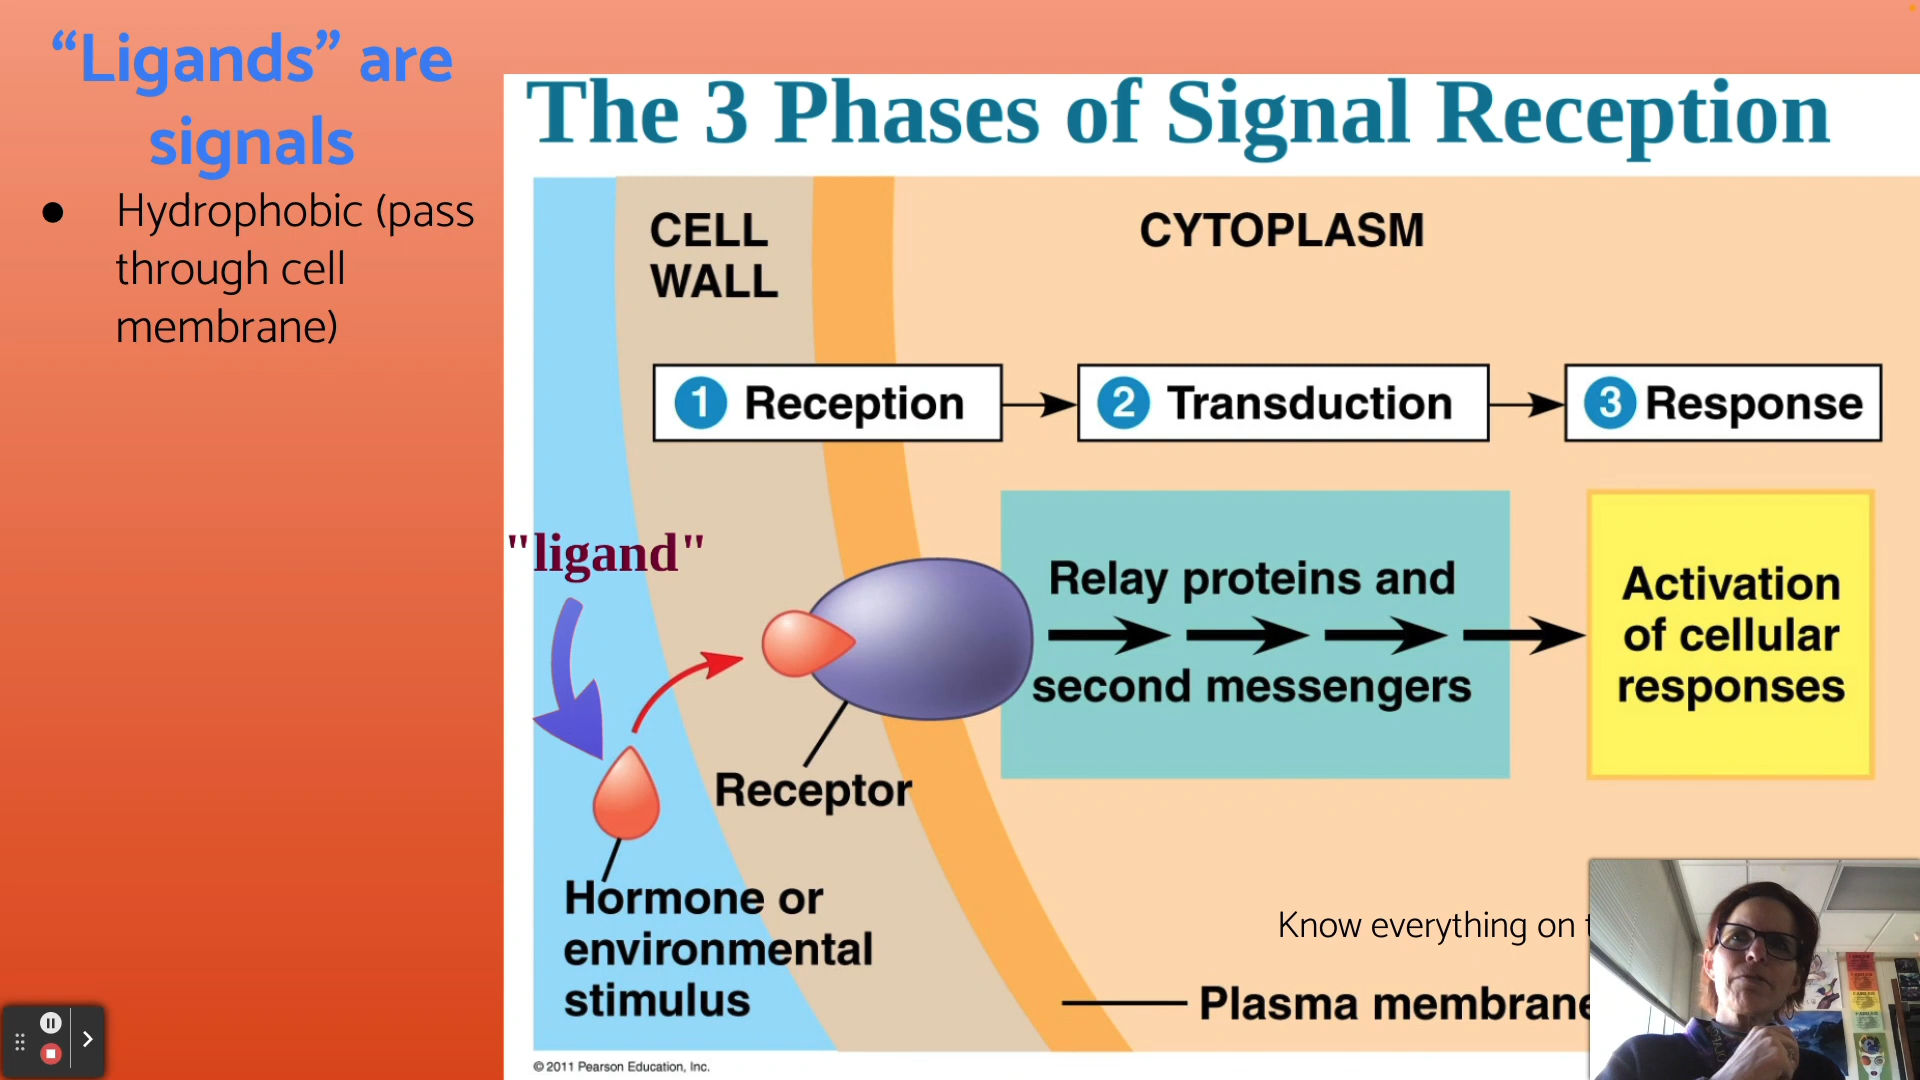 “Ligands” are
signals
● Hydrophobic (pass
through cell
membrane)
The 3 Phases of Signal Reception
CELL
WALL
CYTOPLASM
1 Reception
2 Transduction
3 Response
"ligand"
Relay proteins and
second messengers
Activation
of cellular
responses
Receptor
Hormone or
environmental
stimulus
Know everything on
Plasma membrane
© 2011 Pearson Education, Inc.